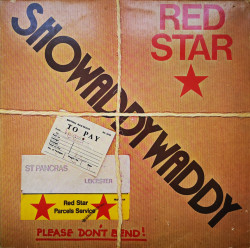 RED
STAR
SHOWADDYWADDY
TO PAY
ST PANCRAS
LEICESTER
Red Star
Parcels Service
PLEASE DON'T BEND!